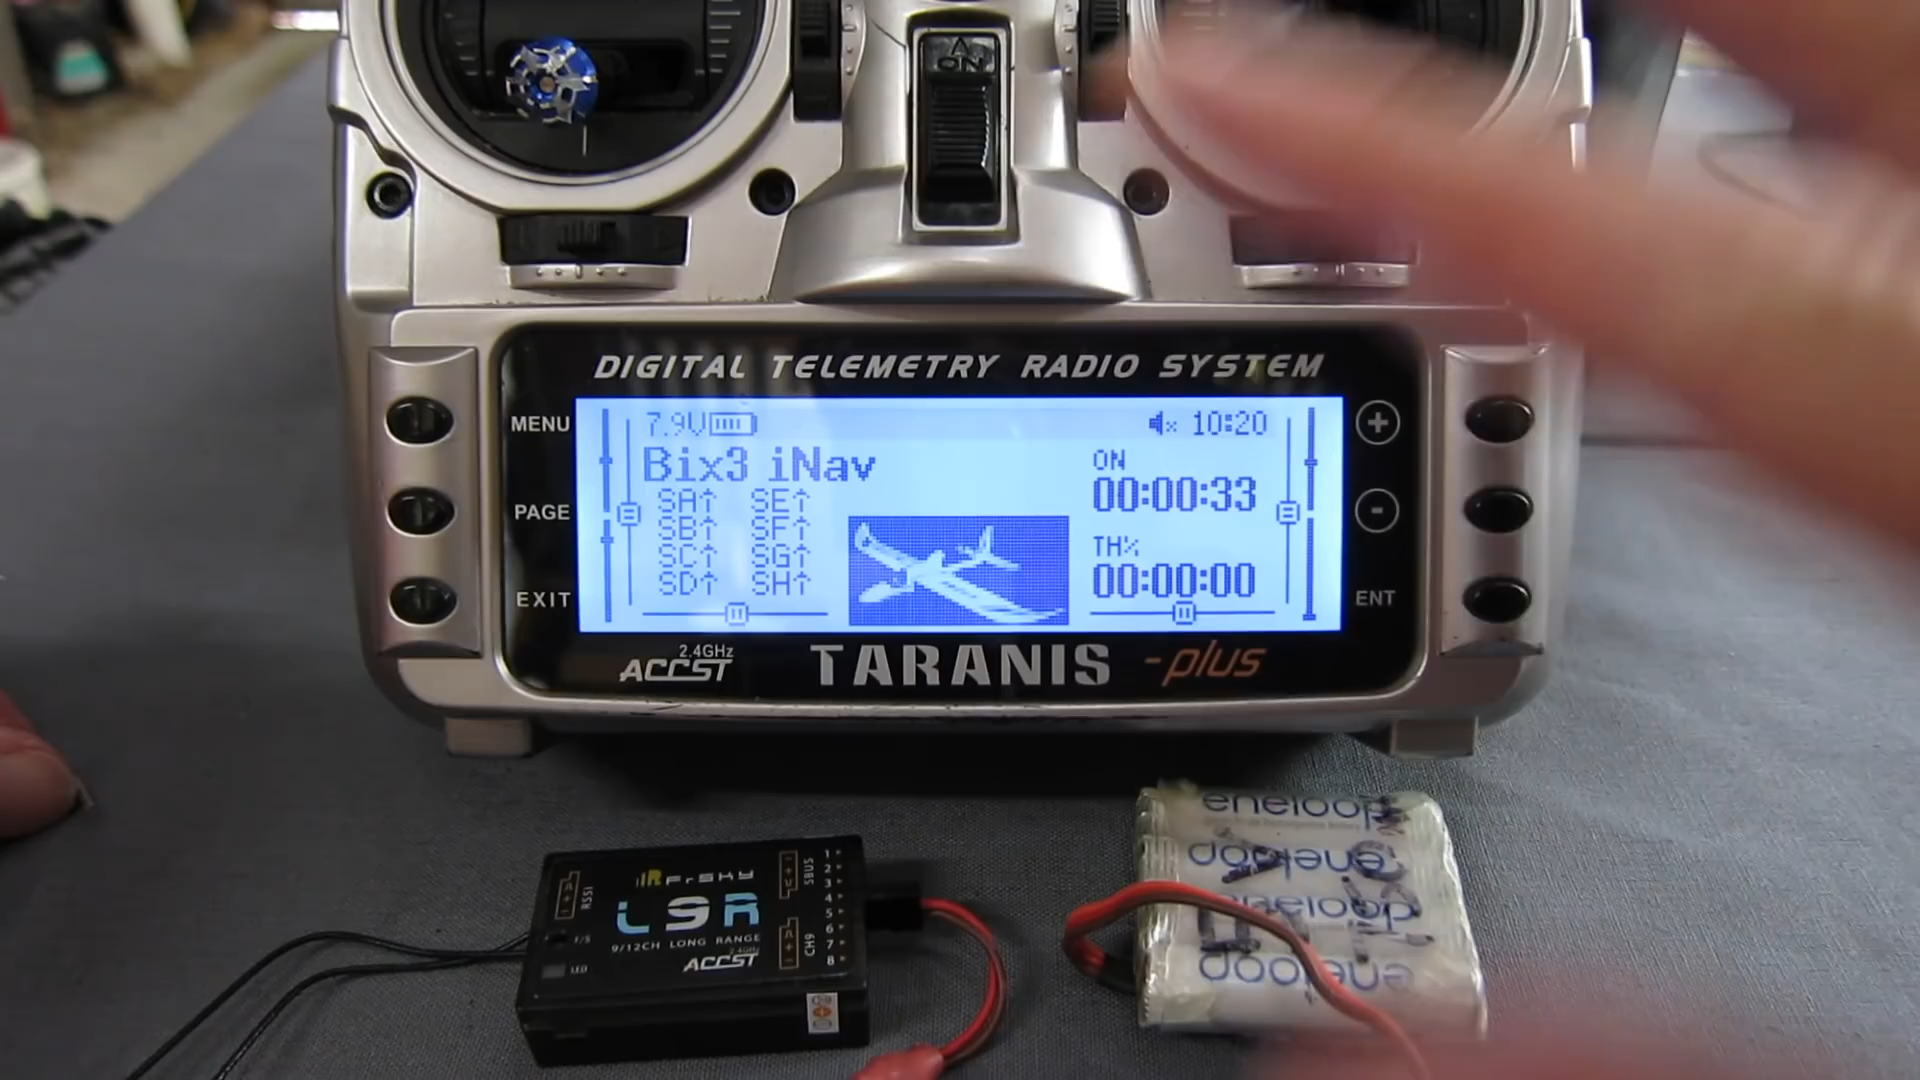 ON
DIGITAL TELEMETRY RADIO SYSTEM
MENU
PAGE
EXIT
7.9V
10:20
Bix3 iNav
SA↑ SE↑
SB↑ SF↑
SC↑ SG↑
SD↑ SH↑
ON
00:00:33
TH%
00:00:00
+
-
ENT
2.4GHz
ACCST
TARANIS -plus
FrSky
L9R
9/12CH LONG RANGE
2.4GHz
ACCST
RSSI
F/S
LED
SBUS
CH9
1
2
3
4
5
6
7
8
eneloop
eneloop
eneloop
eneloop